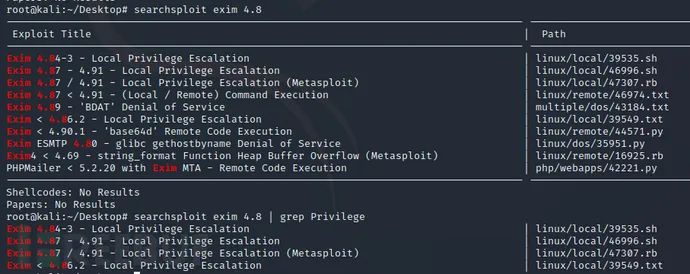 root@kali:~/Desktop# searchsploit exim 4.8
Exploit Title | Path
Exim 4.84-3 - Local Privilege Escalation | linux/local/39535.sh
Exim 4.87 - 4.91 - Local Privilege Escalation | linux/local/46996.sh
Exim 4.87 / 4.91 - Local Privilege Escalation (Metasploit) | linux/local/47307.rb
Exim 4.87 < 4.91 - (Local / Remote) Command Execution | linux/remote/46974.txt
Exim 4.89 - 'BDAT' Denial of Service | multiple/dos/43184.txt
Exim < 4.86.2 - Local Privilege Escalation | linux/local/39549.txt
Exim < 4.90.1 - 'base64d' Remote Code Execution | linux/remote/44571.py
Exim ESMTP 4.80 - glibc gethostbyname Denial of Service | linux/dos/35951.py
Exim4 < 4.69 - string_format Function Heap Buffer Overflow (Metasploit) | linux/remote/16925.rb
PHPMailer < 5.2.20 with Exim MTA - Remote Code Execution | php/webapps/42221.py
Shellcodes: No Results
Papers: No Results
root@kali:~/Desktop# searchsploit exim 4.8 | grep Privilege
Exim 4.84-3 - Local Privilege Escalation | linux/local/39535.sh
Exim 4.87 - 4.91 - Local Privilege Escalation | linux/local/46996.sh
Exim 4.87 / 4.91 - Local Privilege Escalation (Metasploit) | linux/local/47307.rb
Exim < 4.86.2 - Local Privilege Escalation | linux/local/39549.txt